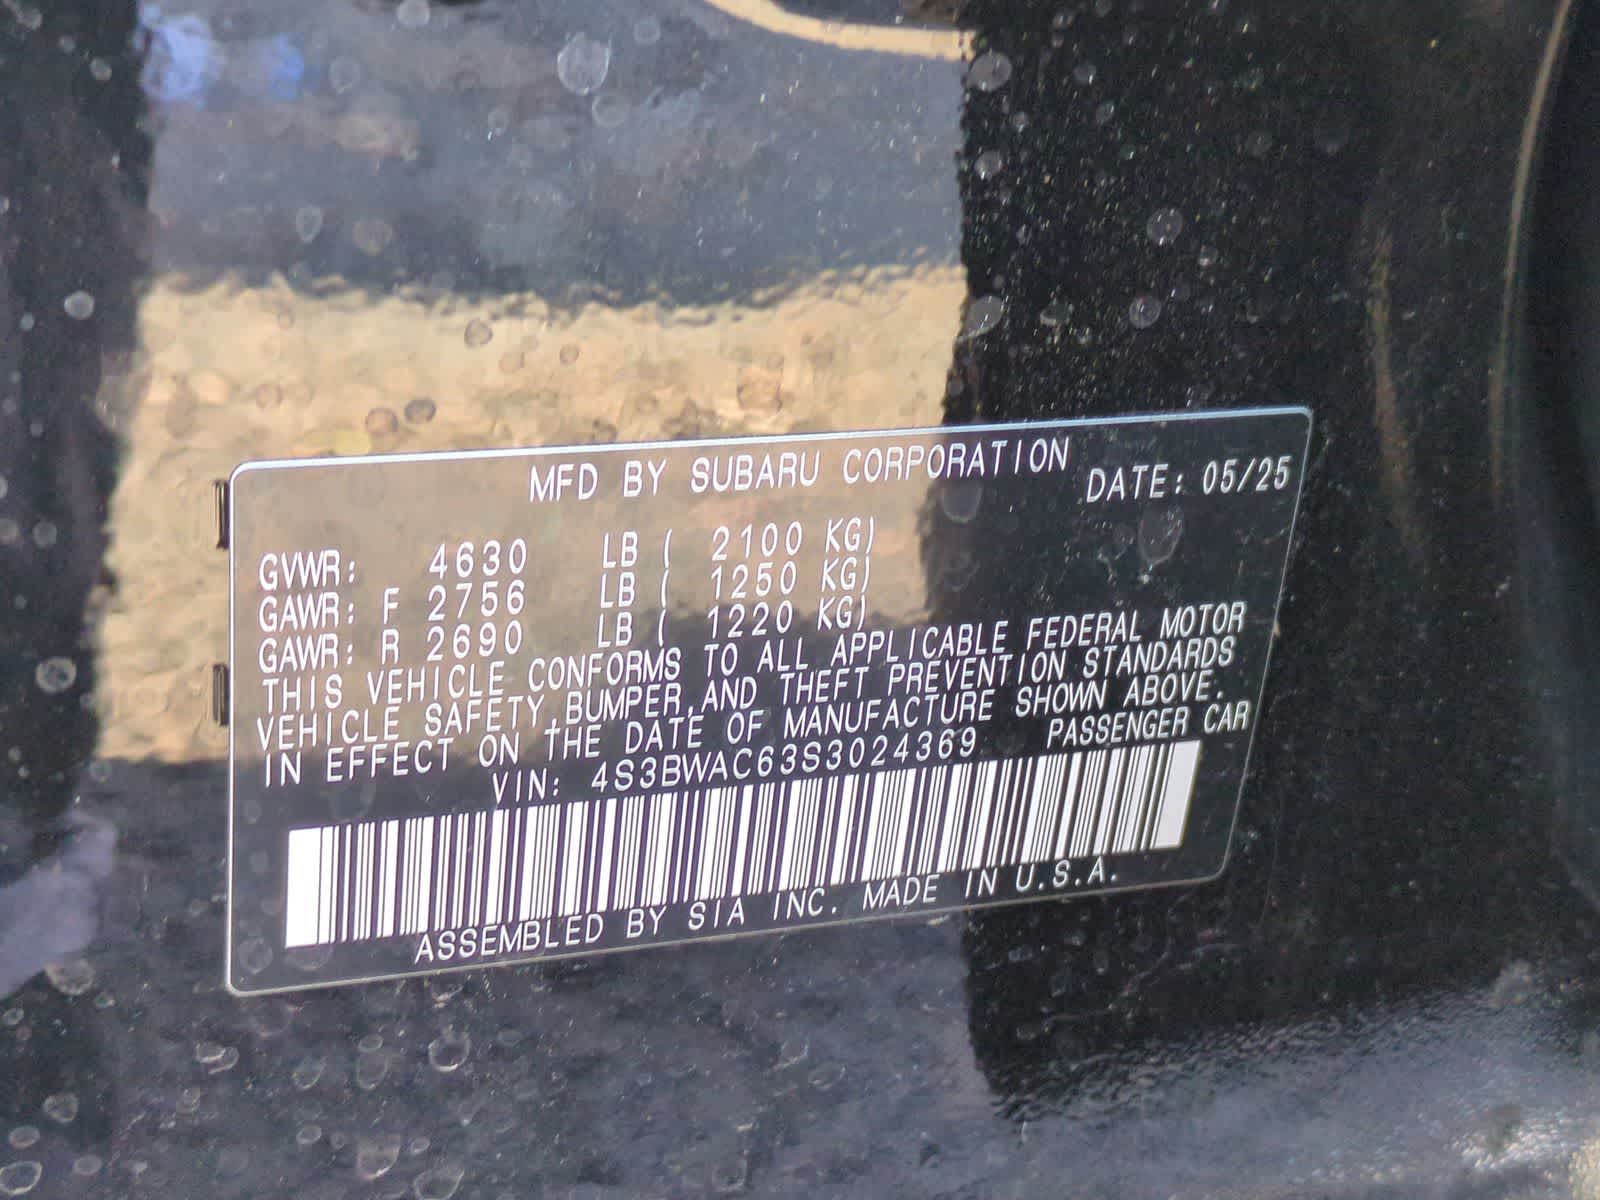 MFD BY SUBARU CORPORATION DATE: 05/25
GVWR: 4630 LB ( 2100 KG)
GAWR: F 2756 LB ( 1250 KG)
GAWR: R 2690 LB ( 1220 KG)
THIS VEHICLE CONFORMS TO ALL APPLICABLE FEDERAL MOTOR
VEHICLE SAFETY,BUMPER,AND THEFT PREVENTION STANDARDS
IN EFFECT ON THE DATE OF MANUFACTURE SHOWN ABOVE.
VIN: 4S3BWAC63S3024369 PASSENGER CAR
ASSEMBLED BY SIA INC. MADE IN U.S.A.